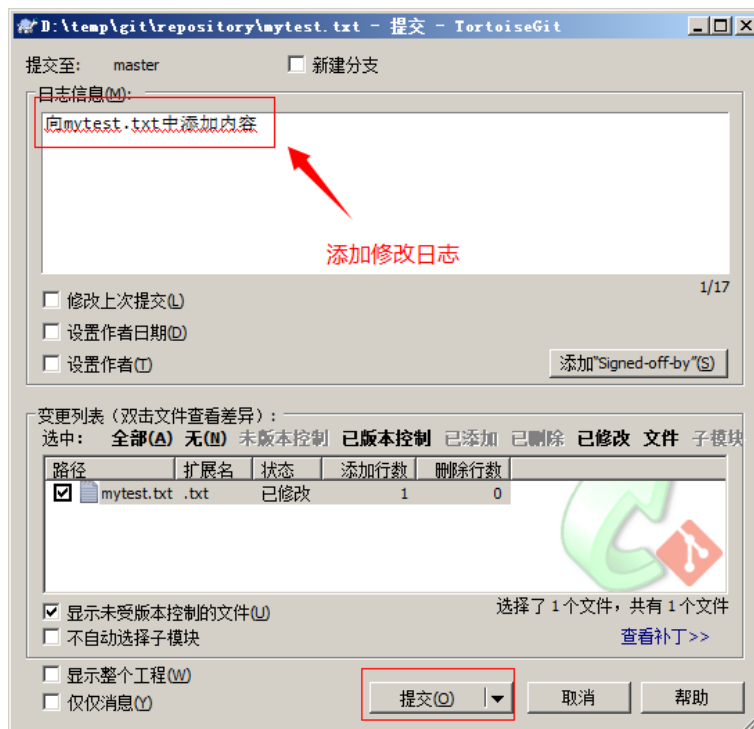 D:\temp\git\repository\mytest.txt - 提交 - TortoiseGit
提交至: master 新建分支
日志信息(M):
向mytest.txt中添加内容
添加修改日志
1/17
修改上次提交(L)
设置作者日期(D)
设置作者(T) 添加"Signed-off-by"(S)
变更列表（双击文件查看差异）:
选中: 全部(A) 无(N) 未版本控制 已版本控制 已添加 已删除 已修改 文件 子模块
路径 扩展名 状态 添加行数 删除行数
mytest.txt .txt 已修改 1 0
显示未受版本控制的文件(U) 选择了1个文件，共有1个文件
不自动选择子模块 查看补丁>>
显示整个工程(W)
仅仅消息(Y) 提交(O) 取消 帮助